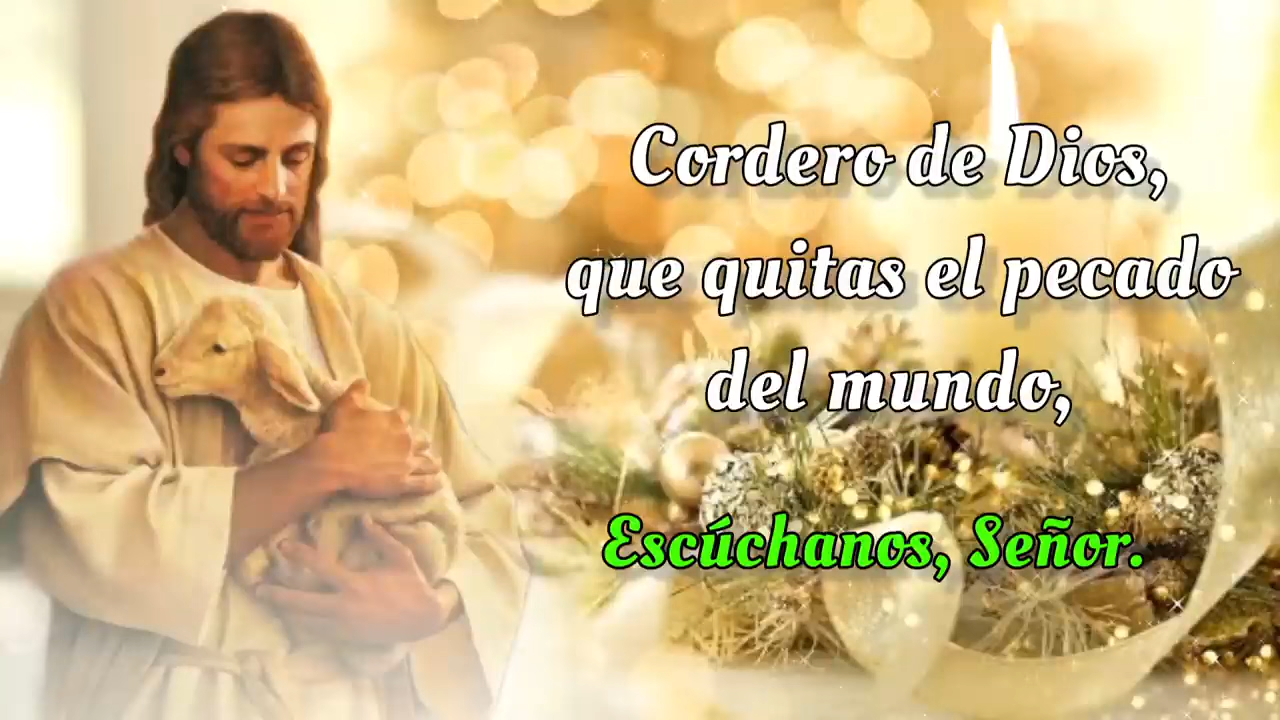 Cordero de Dios,
que quitas el pecado
del mundo,
Escúchanos, Señor.